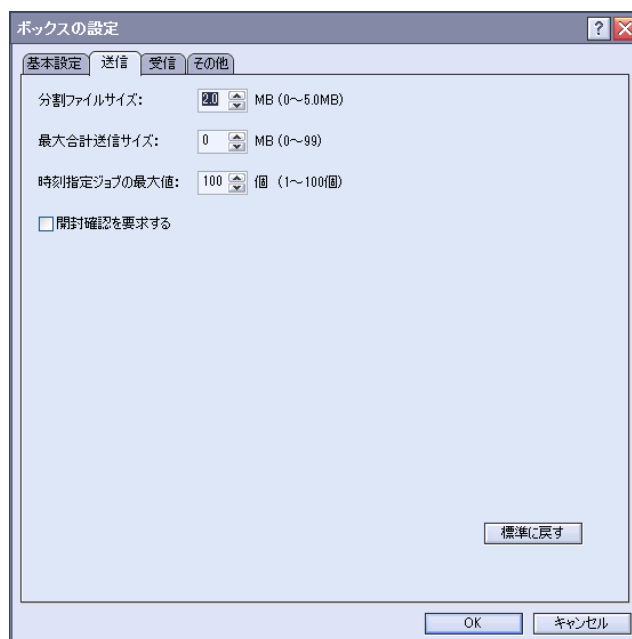 ボックスの設定
?
基本設定 送信 受信 その他
分割ファイルサイズ: 2.0 MB (0～5.0MB)
最大合計送信サイズ: 0 MB (0～99)
時刻指定ジョブの最大値: 100 個 (1～100個)
開封確認を要求する
標準に戻す
OK キャンセル